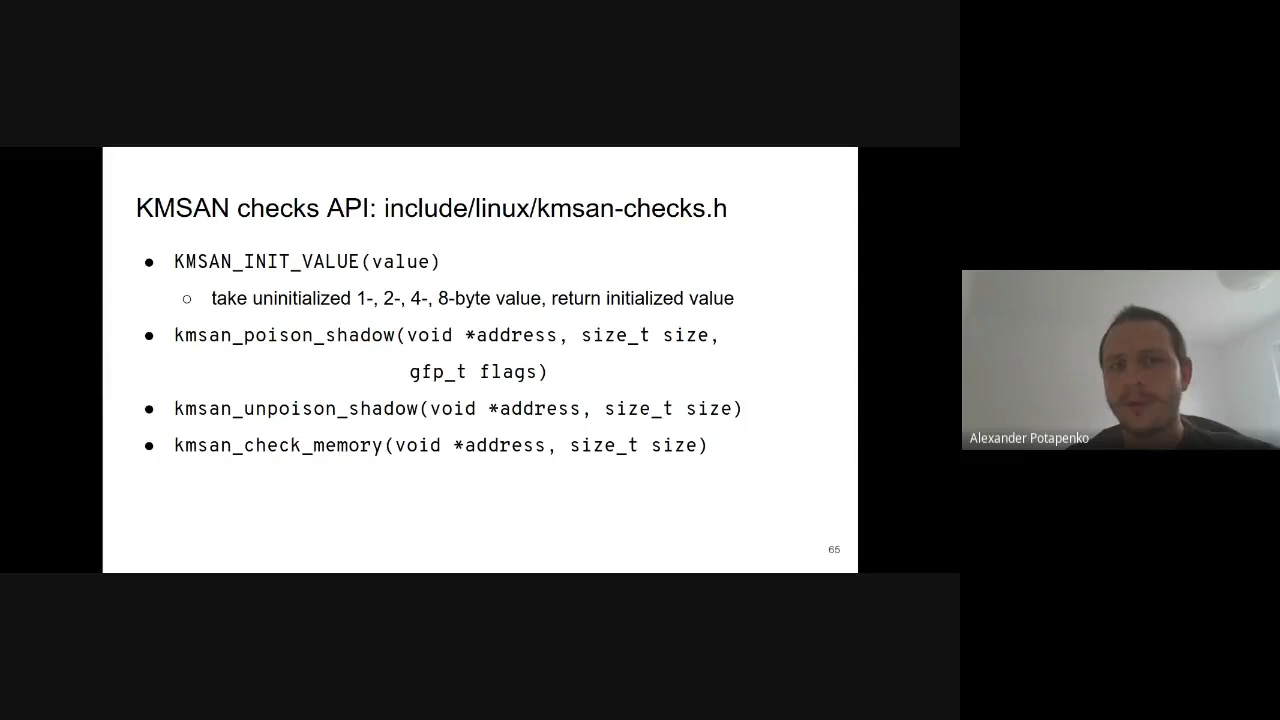 KMSAN checks API: include/linux/kmsan-checks.h
● KMSAN_INIT_VALUE(value)
○ take uninitialized 1-, 2-, 4-, 8-byte value, return initialized value
● kmsan_poison_shadow(void *address, size_t size,
gfp_t flags)
● kmsan_unpoison_shadow(void *address, size_t size)
● kmsan_check_memory(void *address, size_t size)
65
Alexander Potapenko